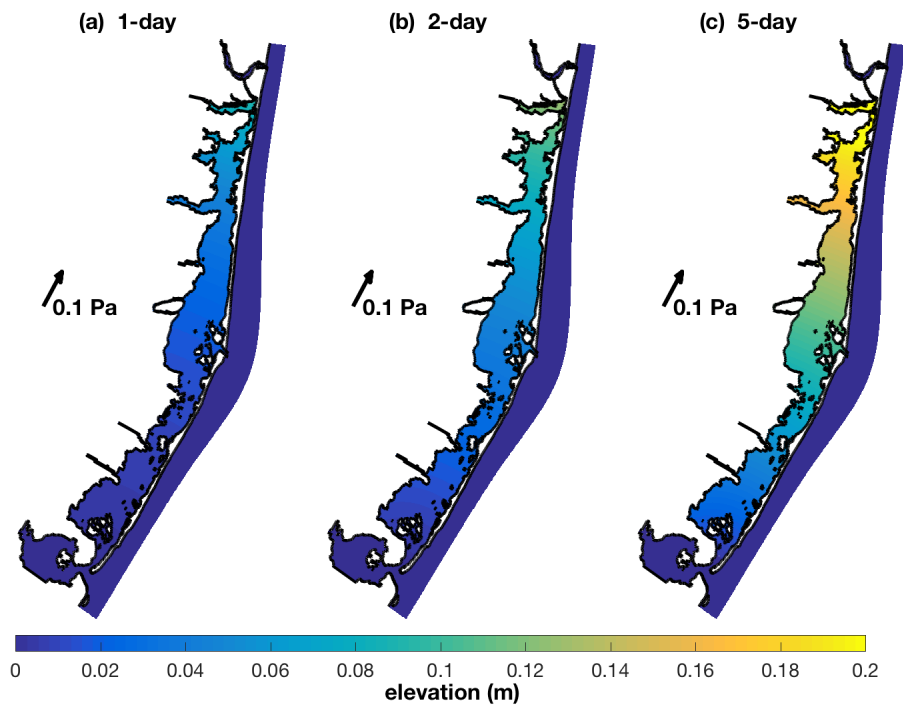 (a) 1-day
(b) 2-day
(c) 5-day
0.1 Pa
0.1 Pa
0.1 Pa
0 0.02 0.04 0.06 0.08 0.1 0.12 0.14 0.16 0.18 0.2
elevation (m)